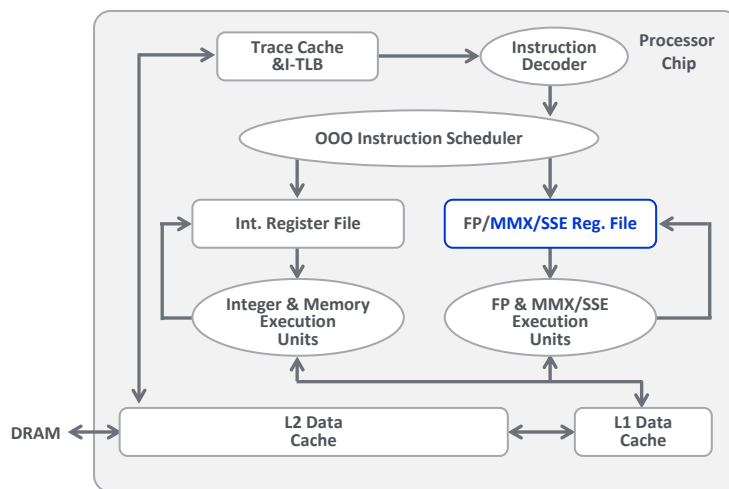 Trace Cache
&I-TLB
Instruction
Decoder
Processor
Chip
OOO Instruction Scheduler
Int. Register File
FP/MMX/SSE Reg. File
Integer & Memory
Execution
Units
FP & MMX/SSE
Execution
Units
DRAM
L2 Data
Cache
L1 Data
Cache